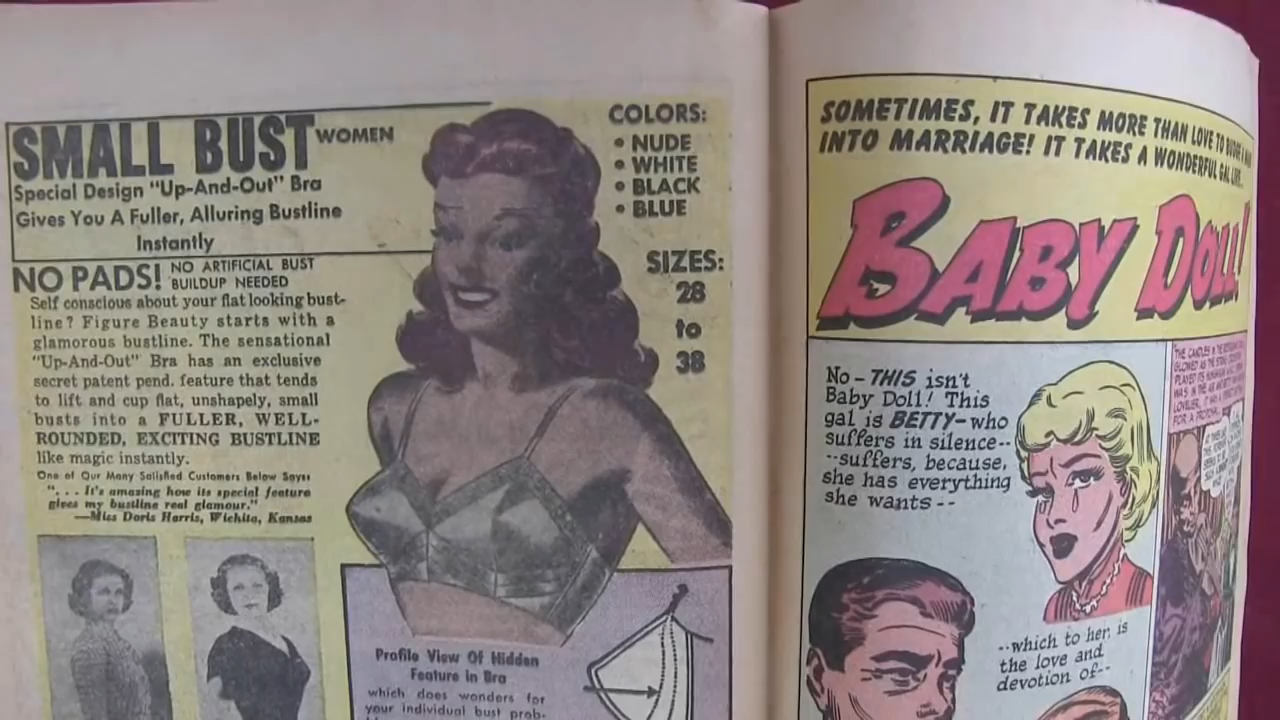 SMALL BUST WOMEN
Special Design "Up-And-Out" Bra
Gives You A Fuller, Alluring Bustline
Instantly
NO PADS! NO ARTIFICIAL BUST
BUILDUP NEEDED
Self conscious about your flat looking bust-
line? Figure Beauty starts with a
glamorous bustline. The sensational
"Up-And-Out" Bra has an exclusive
secret patent pend. feature that tends
to lift and cup flat, unshapely, small
busts into a FULLER, WELL-
ROUNDED, EXCITING BUSTLINE
like magic instantly.
One of Our Many Satisfied Customers Below Says:
". . . It's amazing how its special feature
gives my bustline real glamour."
—Miss Doris Harris, Wichita, Kansas
COLORS:
• NUDE
• WHITE
• BLACK
• BLUE
SIZES:
28
to
38
Profile View Of Hidden
Feature in Bra
which does wonders for
your individual bust prob-
SOMETIMES, IT TAKES MORE THAN LOVE TO
INTO MARRIAGE! IT TAKES A WONDERFUL GAL
BABY DOLL!
No - THIS isn't
Baby Doll! This
gal is BETTY - who
suffers in silence--
--suffers, because,
she has everything
she wants --
--which to her, is
the love and
devotion of--
THE CANDLES IN THE
FOR A PROPOSAL